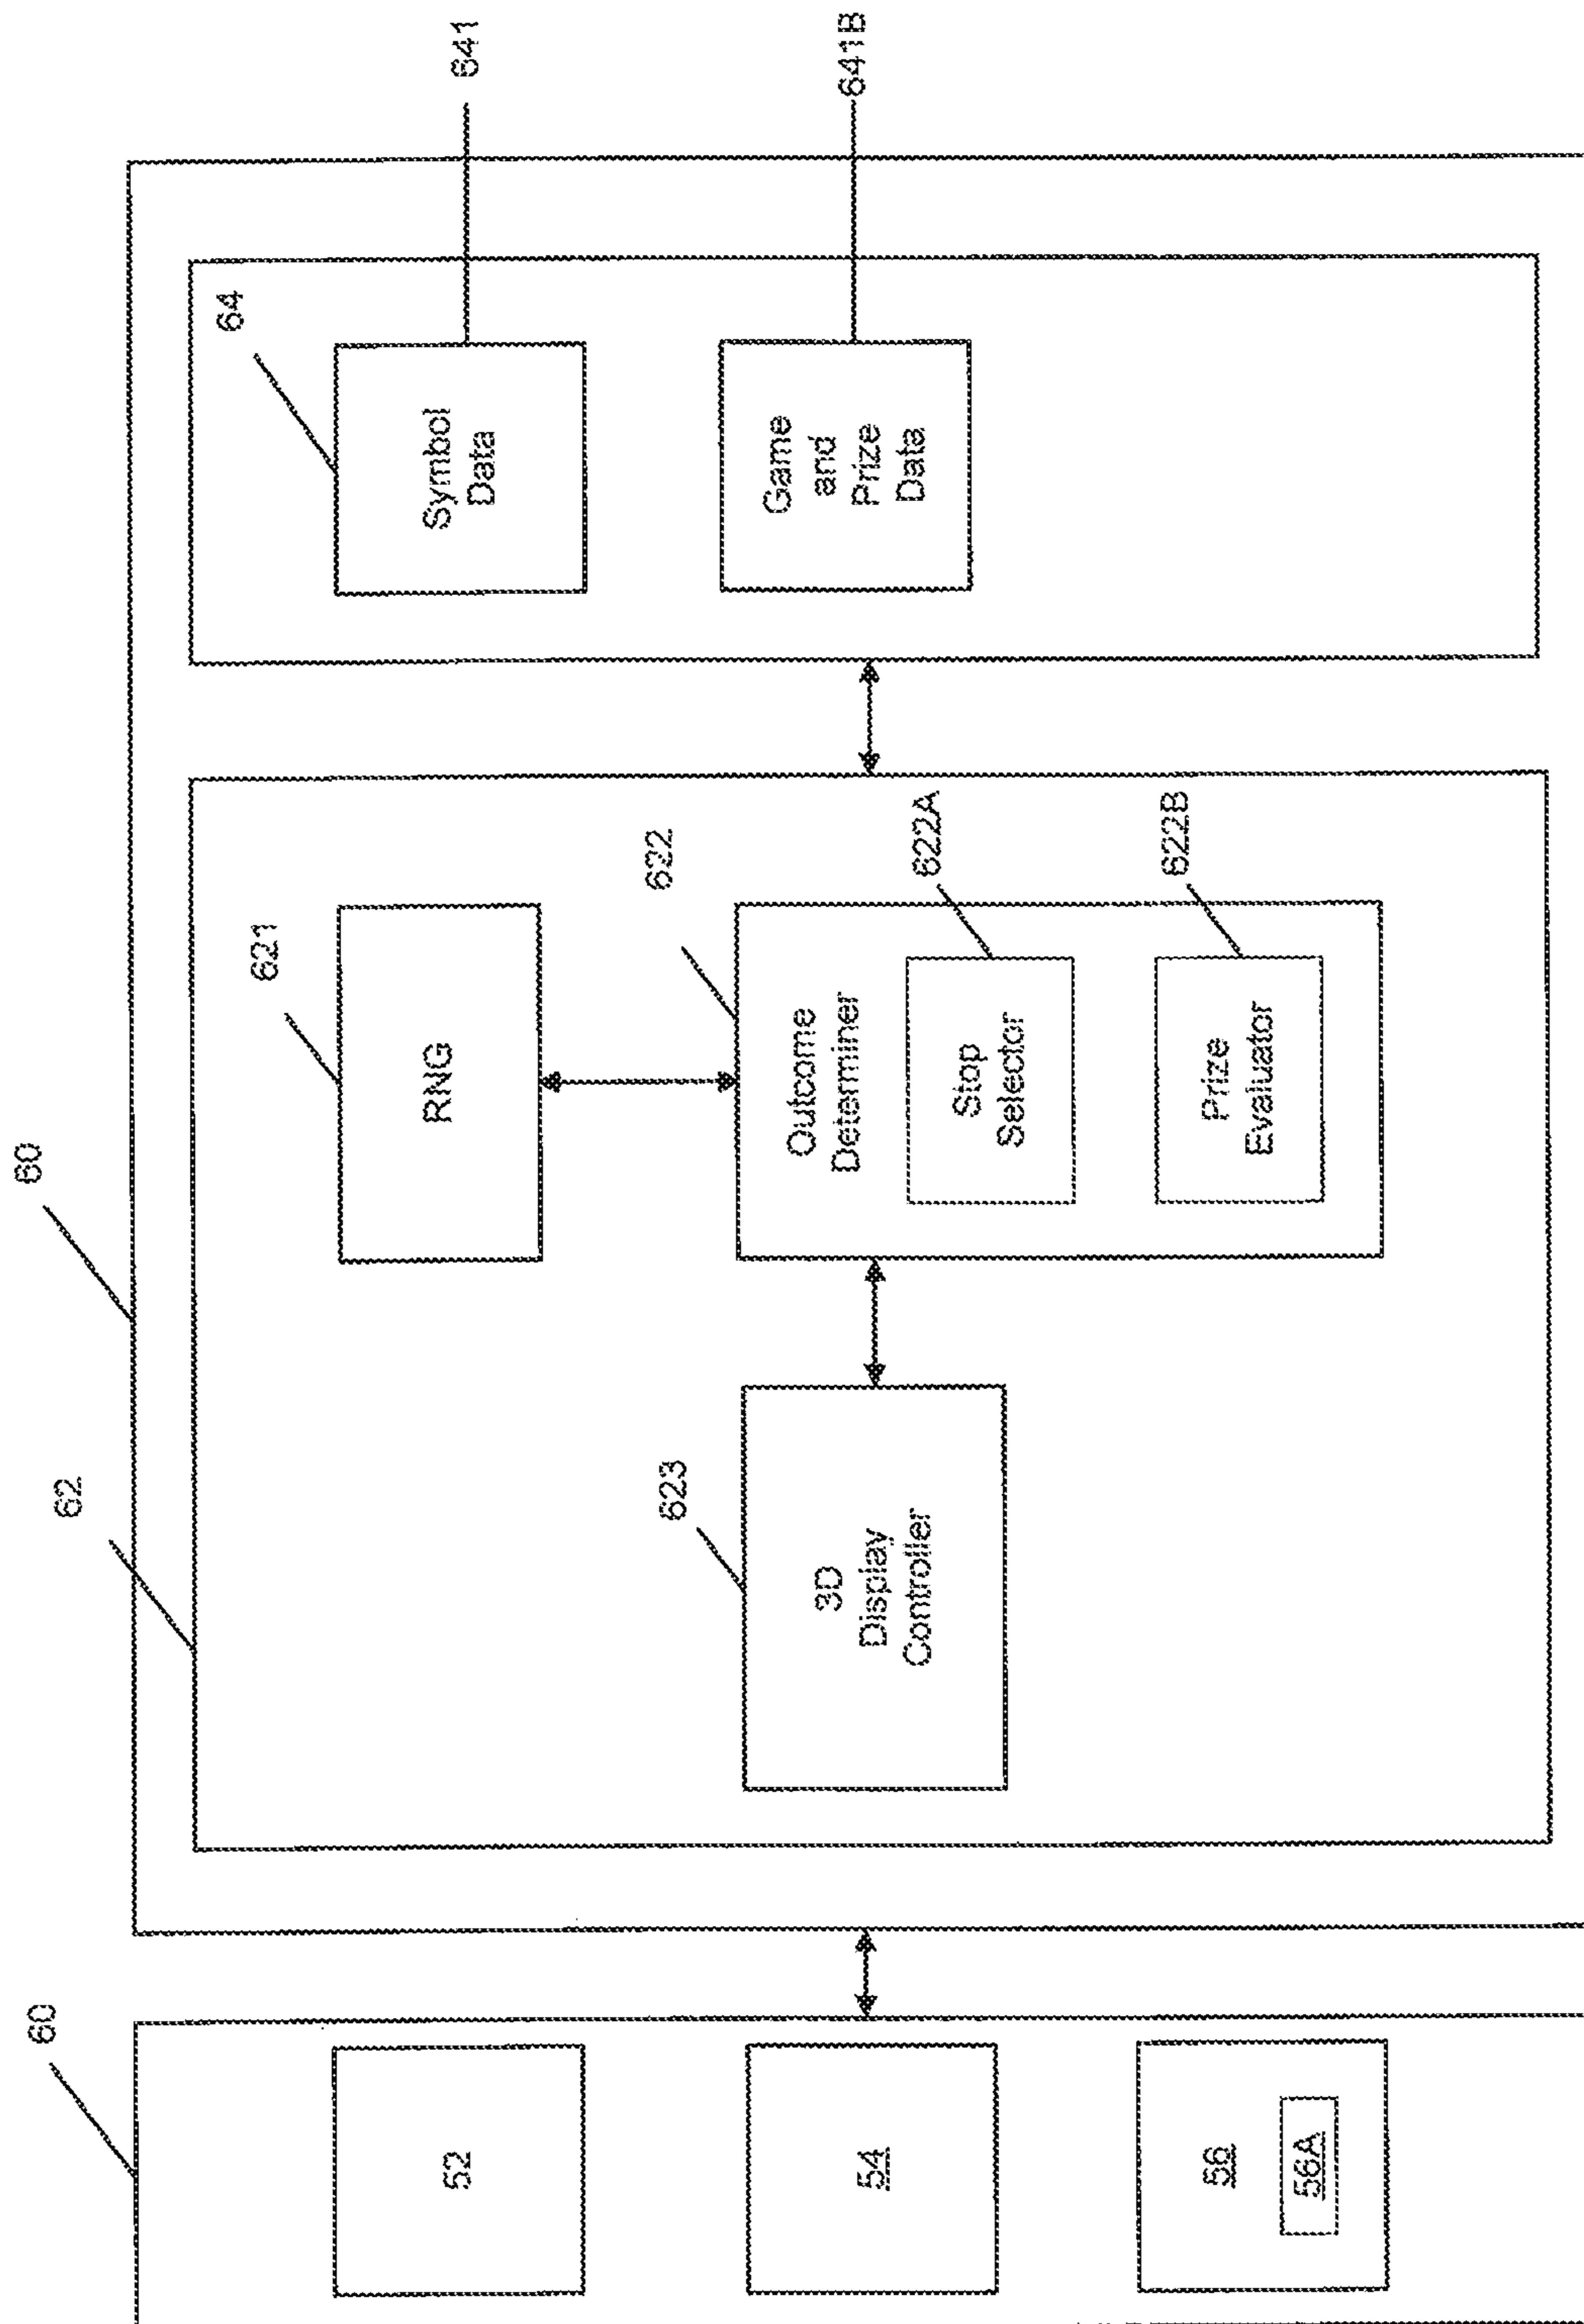 60
52
54
56
56A
60
62
623
3D
Display
Controller
621
RNG
622
Outcome
Determiner
622A
Stop
Selector
622B
Prize
Evaluator
64
Symbol
Data
641
Game
and
Prize
Data
641B